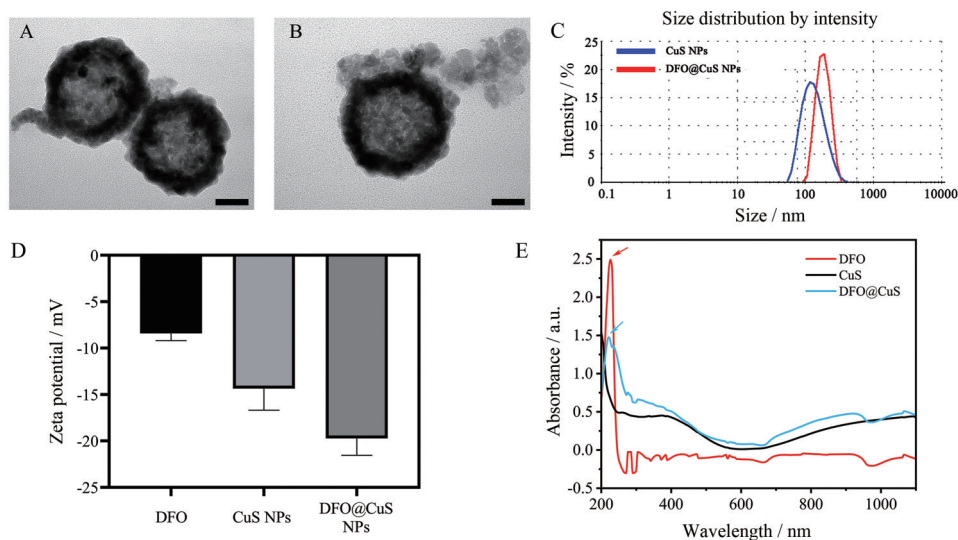 A
B
C
Size distribution by intensity
CuS NPs
DFO@CuS NPs
Intensity / %
25
20
15
10
5
0
0.1
1
10
100
1000
10000
Size / nm
D
Zeta potential / mV
0
-5
-10
-15
-20
-25
DFO
CuS NPs
DFO@CuS
NPs
E
DFO
CuS
DFO@CuS
Absorbance / a.u.
2.5
2.0
1.5
1.0
0.5
0.0
-0.5
200
400
600
800
1000
Wavelength / nm